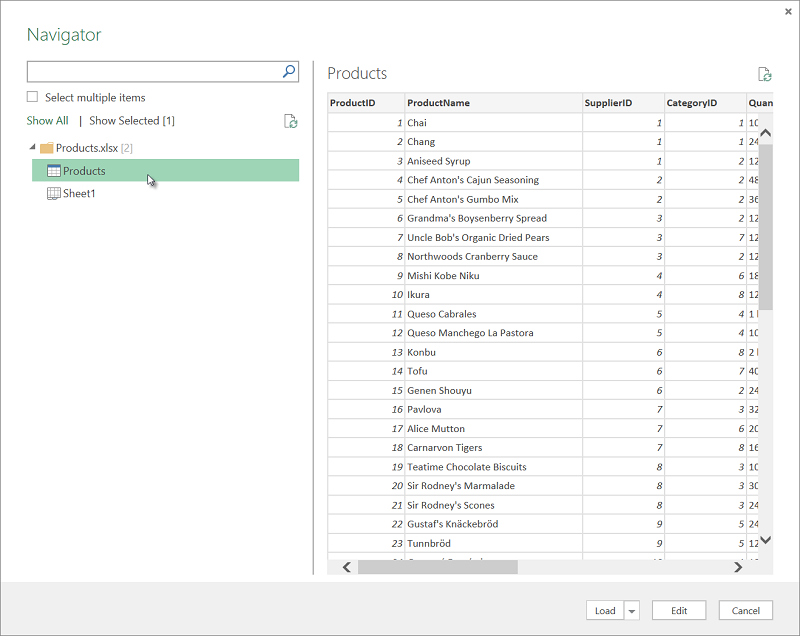 Navigator
Select multiple items
Show All | Show Selected [1]
Products.xlsx [2]
Products
Sheet1
Products
ProductID ProductName SupplierID CategoryID Quan
1 Chai 1 1 10
2 Chang 1 1 24
3 Aniseed Syrup 1 2 12
4 Chef Anton's Cajun Seasoning 2 2 48
5 Chef Anton's Gumbo Mix 2 2 36
6 Grandma's Boysenberry Spread 3 2 12
7 Uncle Bob's Organic Dried Pears 3 7 12
8 Northwoods Cranberry Sauce 3 2 12
9 Mishi Kobe Niku 4 6 18
10 Ikura 4 8 12
11 Queso Cabrales 5 4 1
12 Queso Manchego La Pastora 5 4 10
13 Konbu 6 8 2
14 Tofu 6 7 40
15 Genen Shouyu 6 2 24
16 Pavlova 7 3 32
17 Alice Mutton 7 6 20
18 Carnarvon Tigers 7 8 16
19 Teatime Chocolate Biscuits 8 3 10
20 Sir Rodney's Marmalade 8 3 30
21 Sir Rodney's Scones 8 3 24
22 Gustaf's Knäckebröd 9 5 24
23 Tunnbröd 9 5 12
Load Edit Cancel